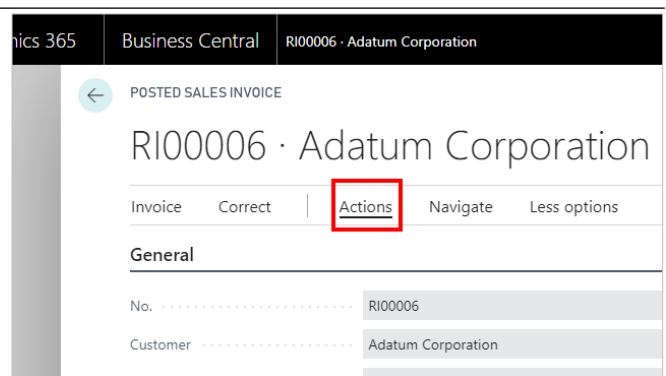 nics 365 Business Central RI00006 · Adatum Corporation
POSTED SALES INVOICE
RI00006 · Adatum Corporation
Invoice Correct Actions Navigate Less options
General
No. RI00006
Customer Adatum Corporation